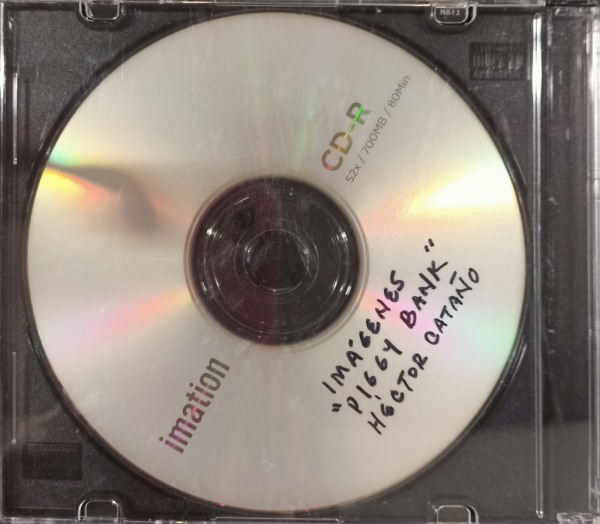 CD-R
52x / 700MB / 80Min
"IMÁGENES
PIGGY BANK"
HÉCTOR CATAÑO
imation